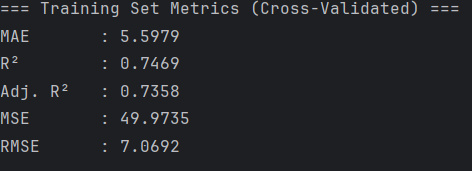 === Training Set Metrics (Cross-Validated) ===
MAE        : 5.5979
R²         : 0.7469
Adj. R²    : 0.7358
MSE        : 49.9735
RMSE       : 7.0692